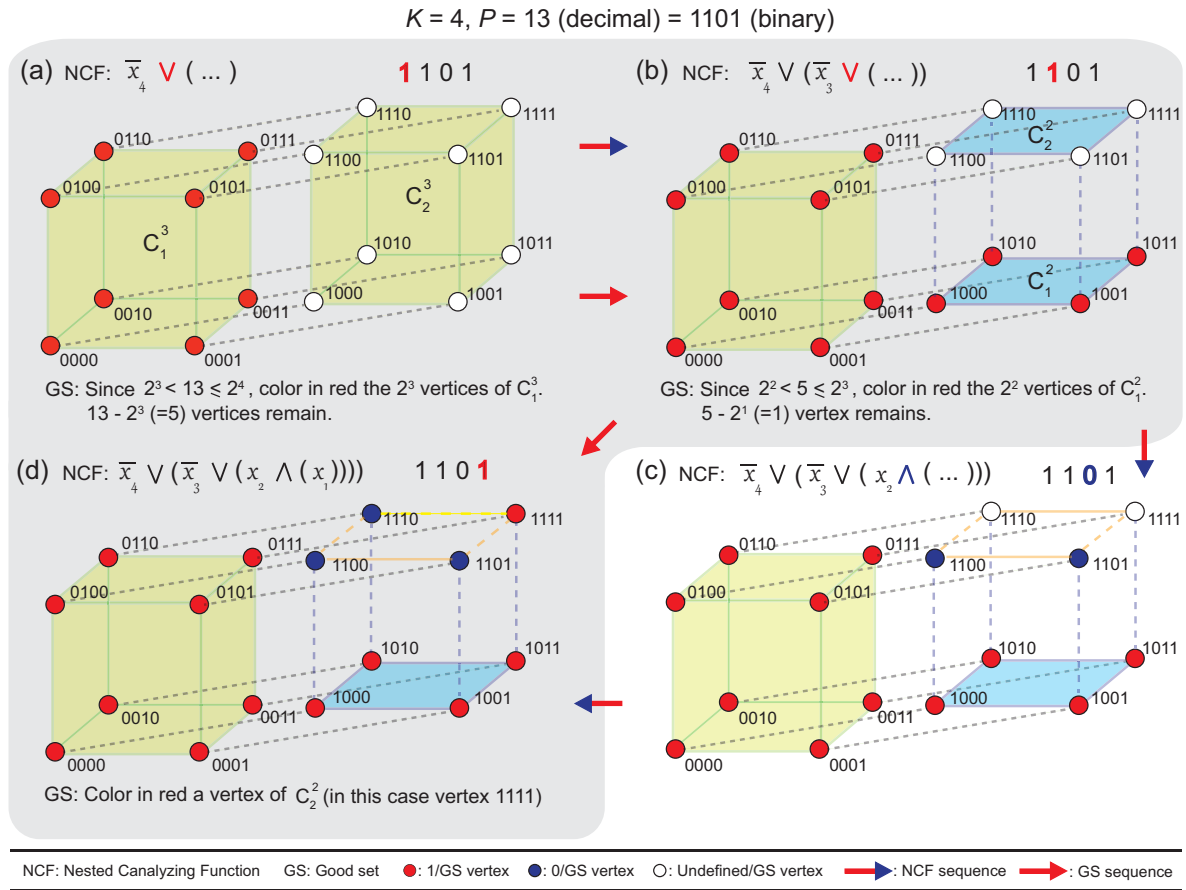 K = 4, P = 13 (decimal) = 1101 (binary)
(a) NCF: x̅₄ ∨ ( ... ) 1 1 0 1
0110 0111 1110 1111
0100 0101 1100 1101
C₁³ C₂³
0010 0011 1010 1011
0000 0001 1000 1001
GS: Since 2³ < 13 ⩽ 2⁴, color in red the 2³ vertices of C₁³.
13 - 2³ (=5) vertices remain.
(b) NCF: x̅₄ ∨ (x̅₃ ∨ ( ... )) 1 1 0 1
0110 0111 1110 1111
C₂²
0100 0101 1100 1101
1010 1011
C₁²
0010 0011 1000 1001
0000 0001
GS: Since 2² < 5 ⩽ 2³, color in red the 2² vertices of C₁².
5 - 2¹ (=1) vertex remains.
(d) NCF: x̅₄ ∨ (x̅₃ ∨ (x₂ ∧ (x₁)))) 1 1 0 1
0110 0111 1110 1111
0100 0101 1100 1101
1010 1011
0010 0011 1000 1001
0000 0001
GS: Color in red a vertex of C₂² (in this case vertex 1111)
(c) NCF: x̅₄ ∨ (x̅₃ ∨ (x₂ ∧ ( ... ))) 1 1 0 1
0110 0111 1110 1111
0100 0101 1100 1101
1010 1011
0010 0011 1000 1001
0000 0001
NCF: Nested Canalyzing Function GS: Good set : 1/GS vertex : 0/GS vertex : Undefined/GS vertex : NCF sequence : GS sequence